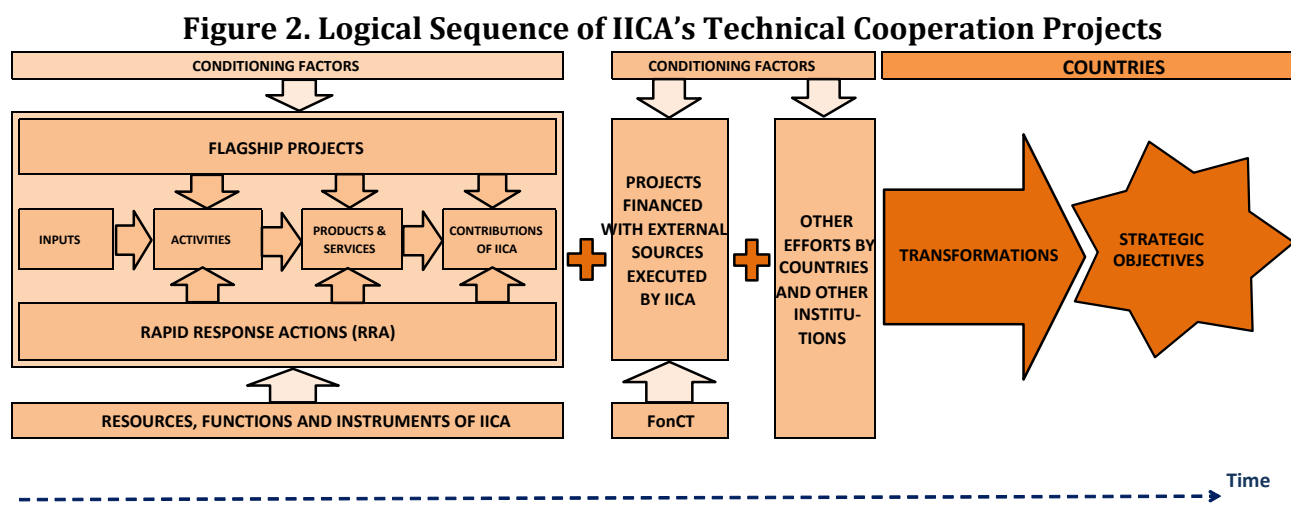 Figure 2. Logical Sequence of IICA's Technical Cooperation Projects
CONDITIONING FACTORS
CONDITIONING FACTORS
COUNTRIES
FLAGSHIP PROJECTS
INPUTS
ACTIVITIES
PRODUCTS &
SERVICES
CONTRIBUTIONS
OF IICA
RAPID RESPONSE ACTIONS (RRA)
RESOURCES, FUNCTIONS AND INSTRUMENTS OF IICA
PROJECTS
FINANCED
WITH EXTERNAL
SOURCES
EXECUTED
BY IICA
FonCT
OTHER
EFFORTS BY
COUNTRIES
AND OTHER
INSTITU-
TIONS
TRANSFORMATIONS
STRATEGIC
OBJECTIVES
Time